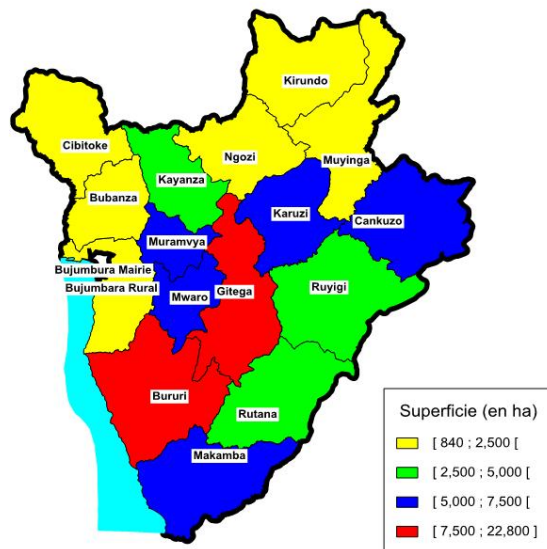 Kirundo
Cibitoke
Ngozi
Muyinga
Kayanza
Bubanza
Karuzi
Cankuzo
Muramvya
Bujumbura Mairie
Bujumbara Rural
Mwaro
Gitega
Ruyigi
Bururi
Rutana
Makamba
Superficie (en ha)
[ 840 ; 2,500 [
[ 2,500 ; 5,000 [
[ 5,000 ; 7,500 [
[ 7,500 ; 22,800 ]